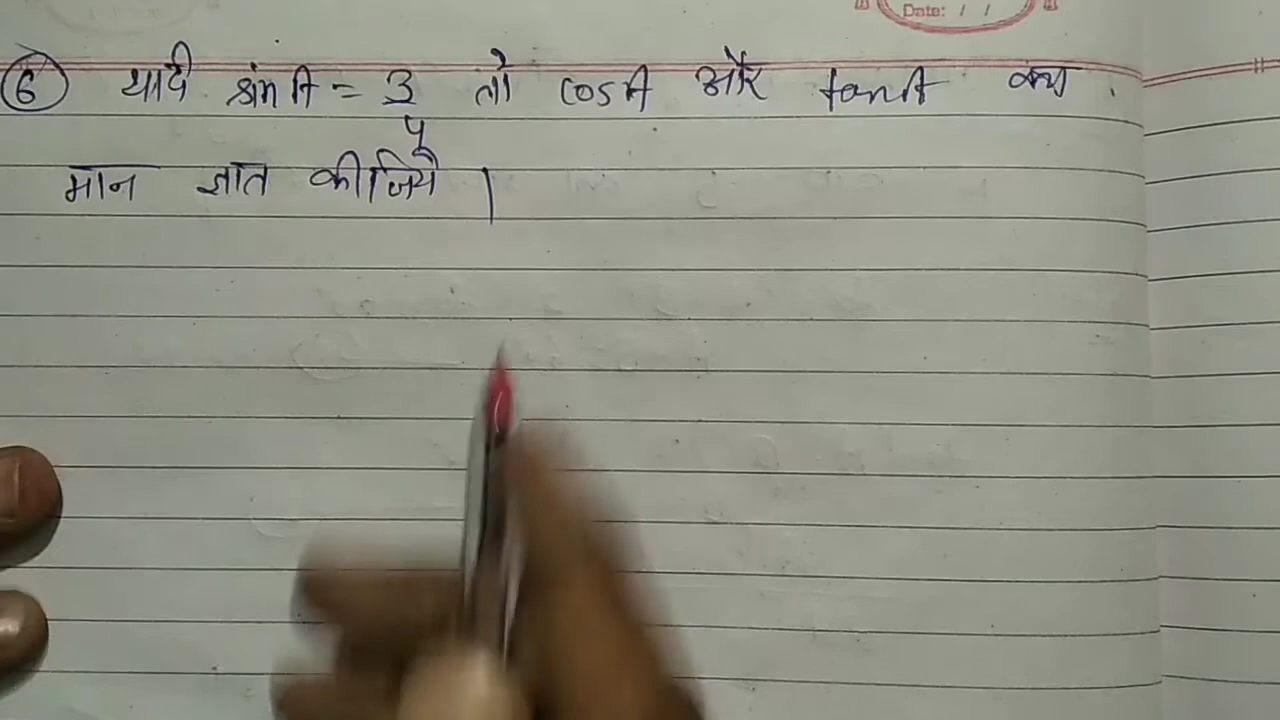 Date: / /
6 यदि sinA = 3/4 तो cosA और tanA का
मान ज्ञात कीजिये |